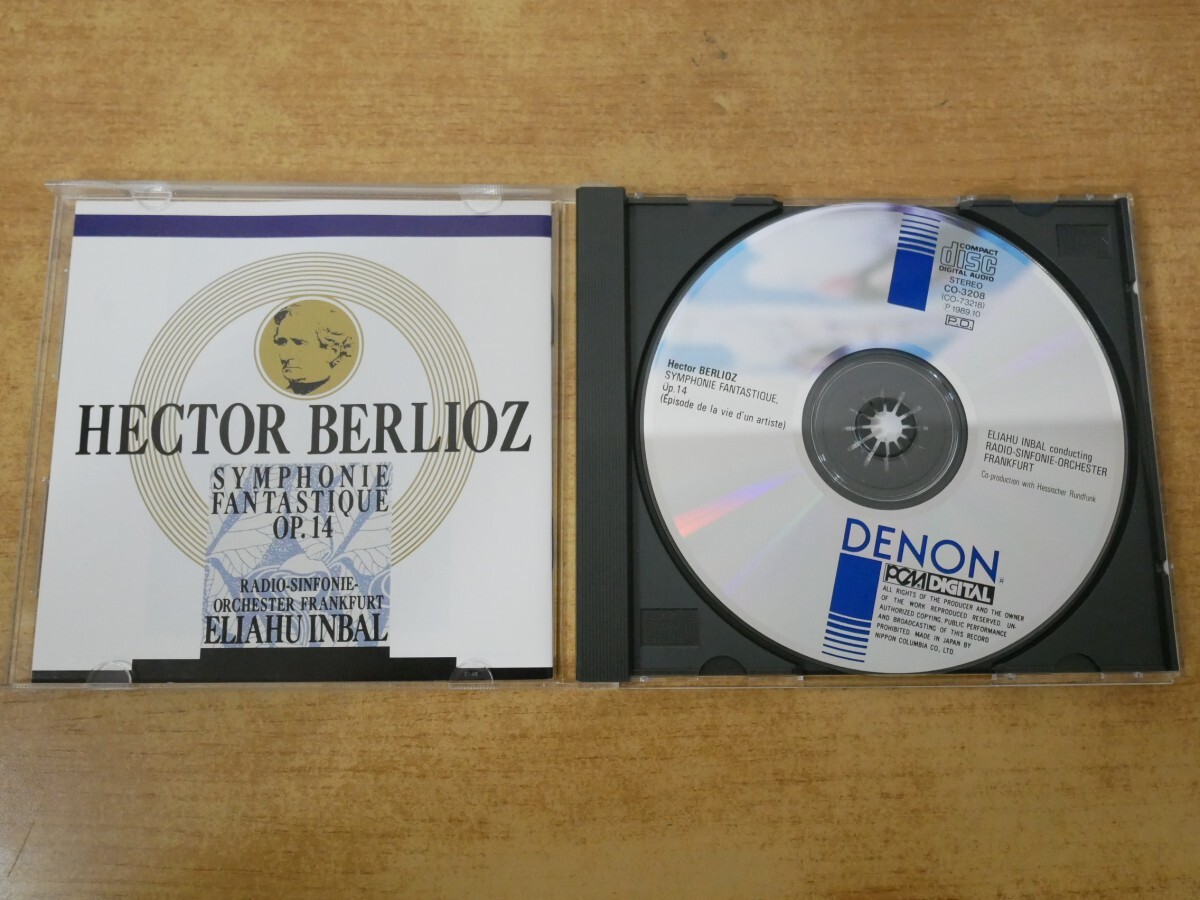 HECTOR BERLIOZ
SYMPHONIE
FANTASTIQUE
OP.14
RADIO-SINFONIE-
ORCHESTER FRANKFURT
ELIAHU INBAL
COMPACT
disc
DIGITAL AUDIO
STEREO
CO-3208
(CO-73218)
P.1989.10
P.D.
Hector BERLIOZ
SYMPHONIE FANTASTIQUE,
Op.14
(Episode de la vie d'un artiste)
ELIAHU INBAL conducting
RADIO-SINFONIE-ORCHESTER
FRANKFURT
Co-production with Hessischer Rundfunk
DENON
PCM DIGITAL
ALL RIGHTS OF THE PRODUCER AND THE OWNER
OF THE WORK REPRODUCED RESERVED. UN-
AUTHORIZED COPYING, PUBLIC PERFORMANCE
AND BROADCASTING OF THIS RECORD
PROHIBITED. MADE IN JAPAN BY
NIPPON COLUMBIA CO., LTD.